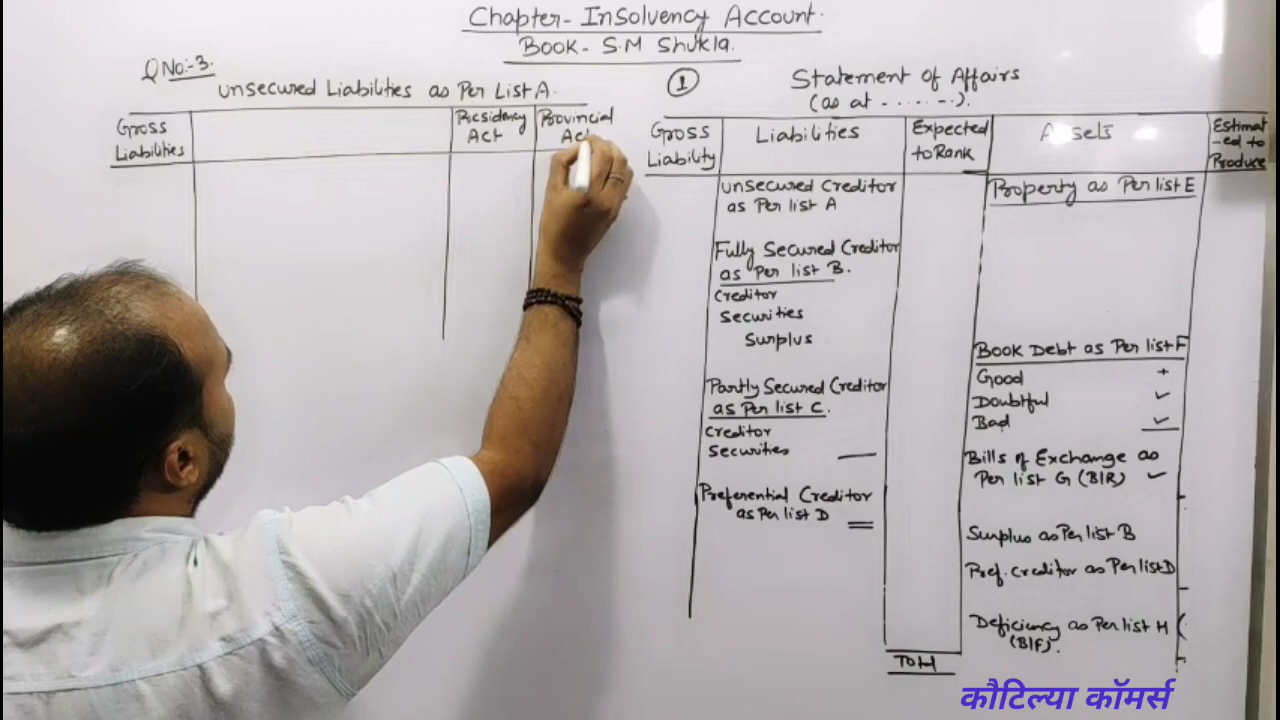 Chapter- Insolvency Account.
Book- S.M Shukla.
Q No:-3.
unsecured Liabilities as Per List A.
Gross
Liabilities
Presidency
Act
Provincial
Act
1
Statement of Affairs
(as at .......).
Gross
Liability
Liabilities
Expected
to Rank
Assets
Estimat
-ed to
Produce
unsecured Creditor
as Per list A
Fully Secured Creditor
as Per list B.
Creditor
Securities
Surplus
Partly Secured Creditor
as Per list C.
Creditor
Securities
Preferential Creditor
as Per list D
Total
Property as Per list E
Book Debt as Per list F
Good +
Doubtful ✓
Bad ✓
Bills of Exchange as
Per list G (B/R) ✓
Surplus as Per list B
Pref. Creditor as Per list D
Deficiency as Per list H
(B/F).
कौटिल्या कॉमर्स